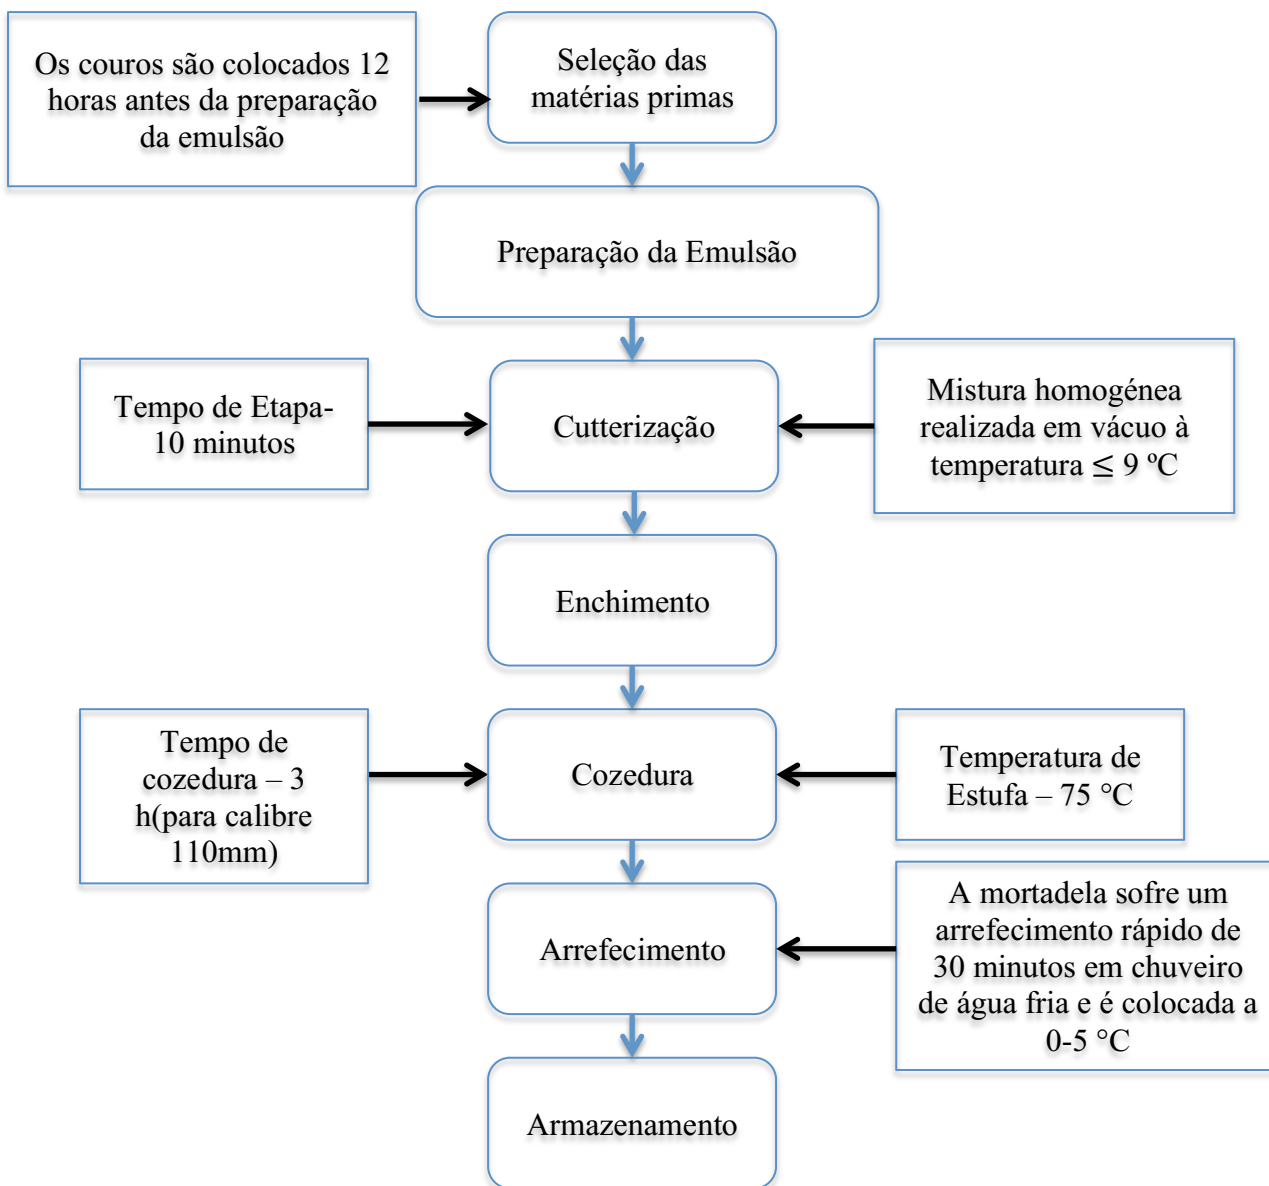 Os couros são colocados 12
horas antes da preparação
da emulsão
Seleção das
matérias primas
Preparação da Emulsão
Tempo de Etapa-
10 minutos
Cutterização
Mistura homogénea
realizada em vácuo à
temperatura ≤ 9 ºC
Enchimento
Tempo de
cozedura – 3
h(para calibre
110mm)
Cozedura
Temperatura de
Estufa – 75 °C
Arrefecimento
A mortadela sofre um
arrefecimento rápido de
30 minutos em chuveiro
de água fria e é colocada a
0-5 °C
Armazenamento